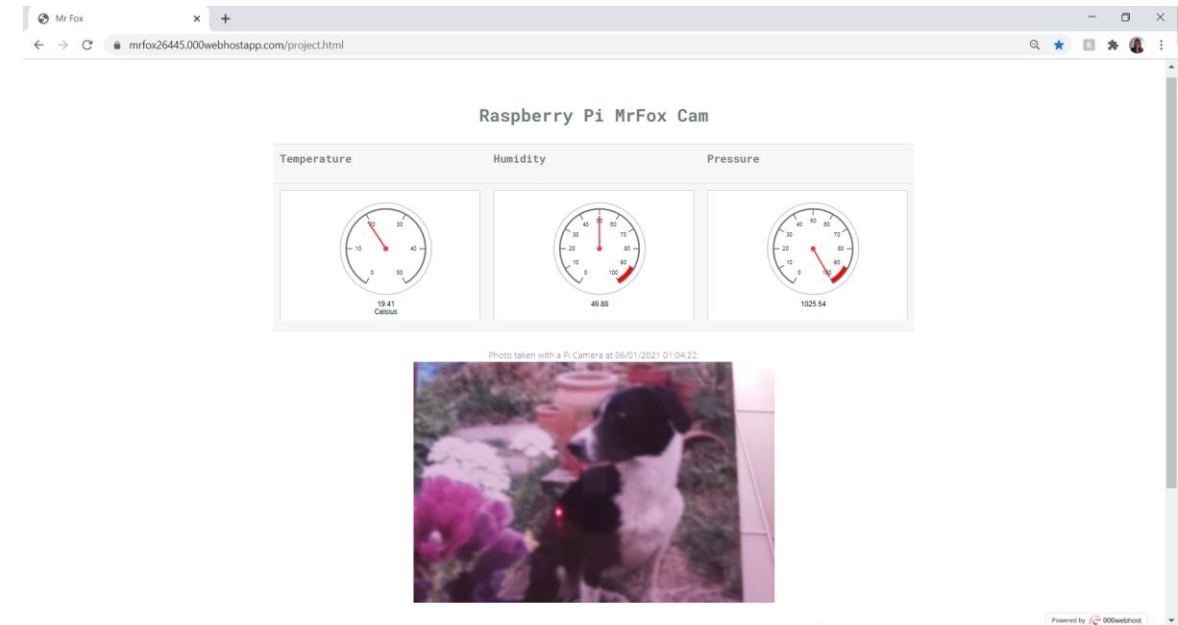 Mr Fox
mrfox26445.000webhostapp.com/project.html
Raspberry Pi MrFox Cam
Temperature Humidity Pressure
0 10 20 30 40 50
0 10 20 30 40 50 60 70 80 90 100
0 10 20 30 40 50 60 70 80 90 100
19.41
Celsius
49.88
1025.54
Photo taken with a Pi Camera at 06/01/2021 01:04:22:
Powered by 000webhost